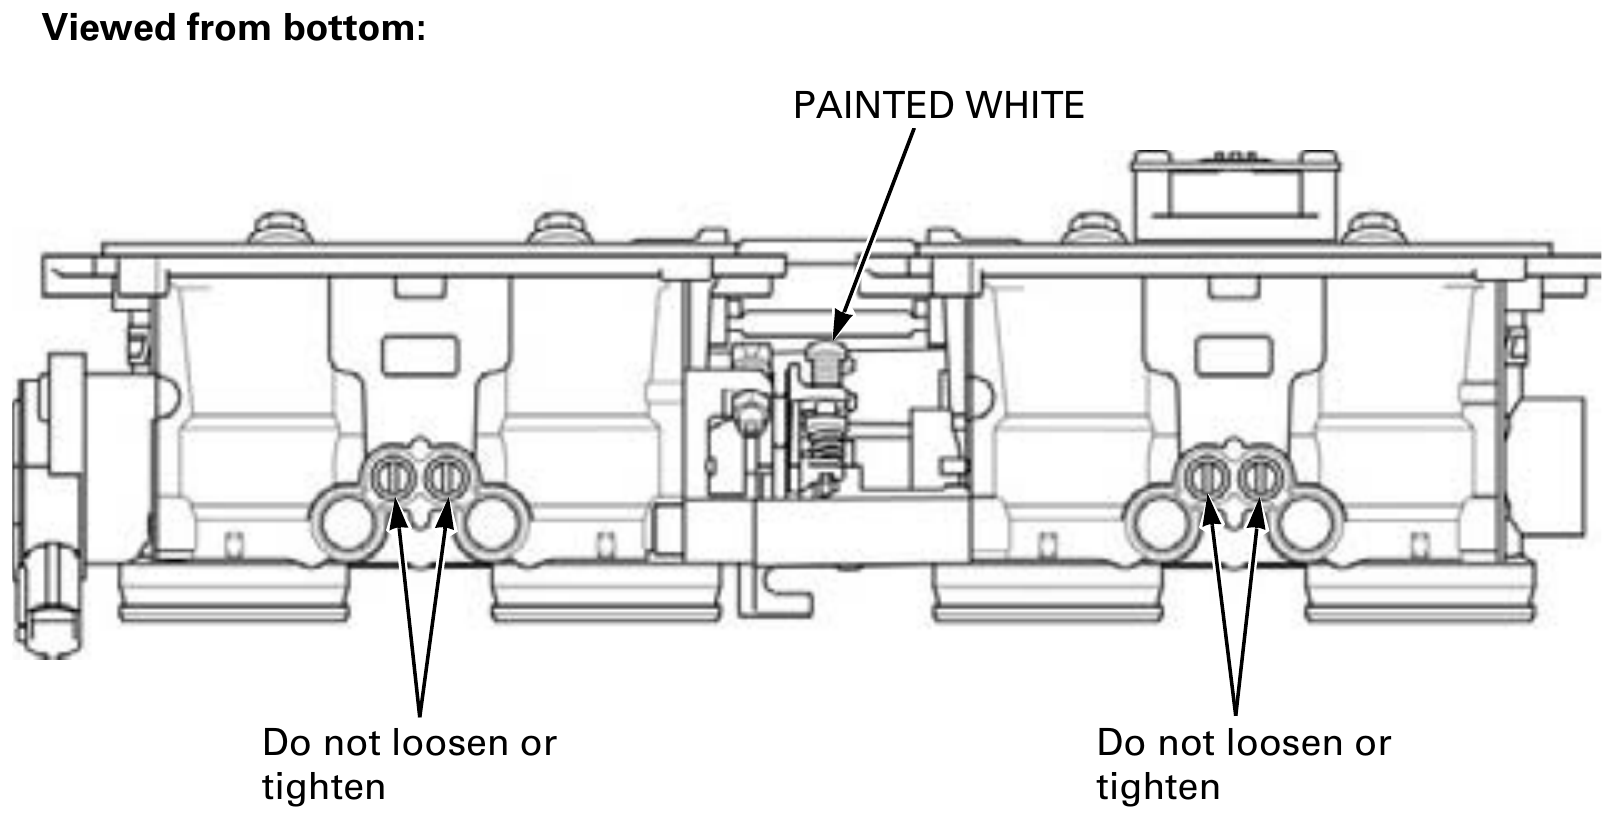 Viewed from bottom:
PAINTED WHITE
Do not loosen or
tighten
Do not loosen or
tighten